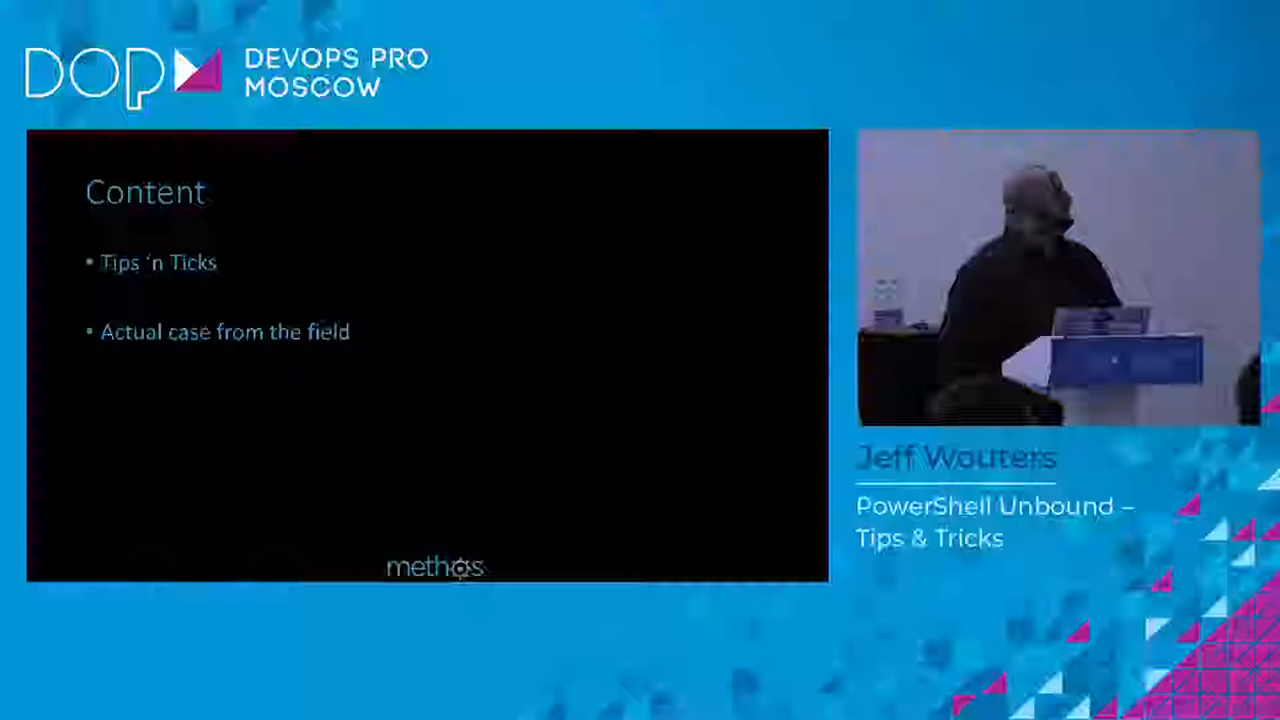 DOP
DEVOPS PRO
MOSCOW
Content
• Tips 'n Ticks
• Actual case from the field
methos
Jeff Wouters
PowerShell Unbound –
Tips & Tricks